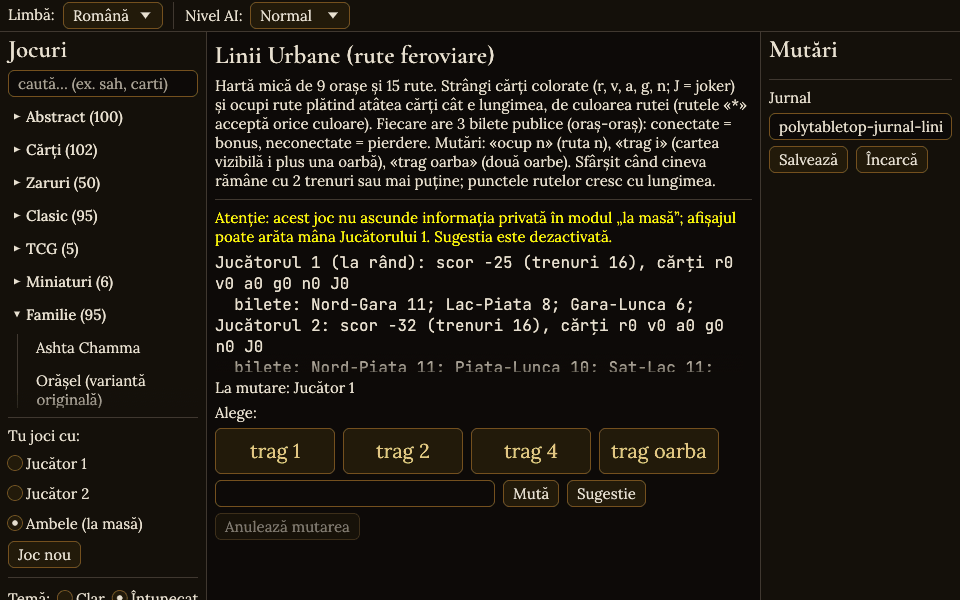 Limbă: Română ▼ Nivel AI: Normal ▼
Jocuri
caută... (ex. sah, carti)
▸ Abstract (100)
▸ Cărți (102)
▸ Zaruri (50)
▸ Clasic (95)
▸ TCG (5)
▸ Miniaturi (6)
▾ Familie (95)
Ashta Chamma
Orășel (variantă
originală)
Tu joci cu:
Jucător 1
Jucător 2
Ambele (la masă)
Joc nou
Temă: Clar Întunecat
Linii Urbane (rute feroviare)
Hartă mică de 9 orașe și 15 rute. Strângi cărți colorate (r, v, a, g, n; J = joker)
și ocupi rute plătind atâtea cărți cât e lungimea, de culoarea rutei (rutele «*»
acceptă orice culoare). Fiecare are 3 bilete publice (oraș-oraș): conectate =
bonus, neconectate = pierdere. Mutări: «ocup n» (ruta n), «trag i» (cartea
vizibilă i plus una oarbă), «trag oarba» (două oarbe). Sfârșit când cineva
rămâne cu 2 trenuri sau mai puține; punctele rutelor cresc cu lungimea.
Atenție: acest joc nu ascunde informația privată în modul „la masă”; afișajul
poate arăta mâna Jucătorului 1. Sugestia este dezactivată.
Jucătorul 1 (la rând): scor -25 (trenuri 16), cărți r0
v0 a0 g0 n0 J0
bilete: Nord-Gara 11; Lac-Piata 8; Gara-Lunca 6;
Jucătorul 2: scor -32 (trenuri 16), cărți r0 v0 a0 g0
n0 J0
bilete: Nord-Piata 11; Piata-Lunca 10; Sat-Lac 11;
La mutare: Jucător 1
Alege:
trag 1 trag 2 trag 4 trag oarba
Mută Sugestie
Anulează mutarea
Mutări
Jurnal
polytabletop-jurnal-lini
Salvează Încarcă